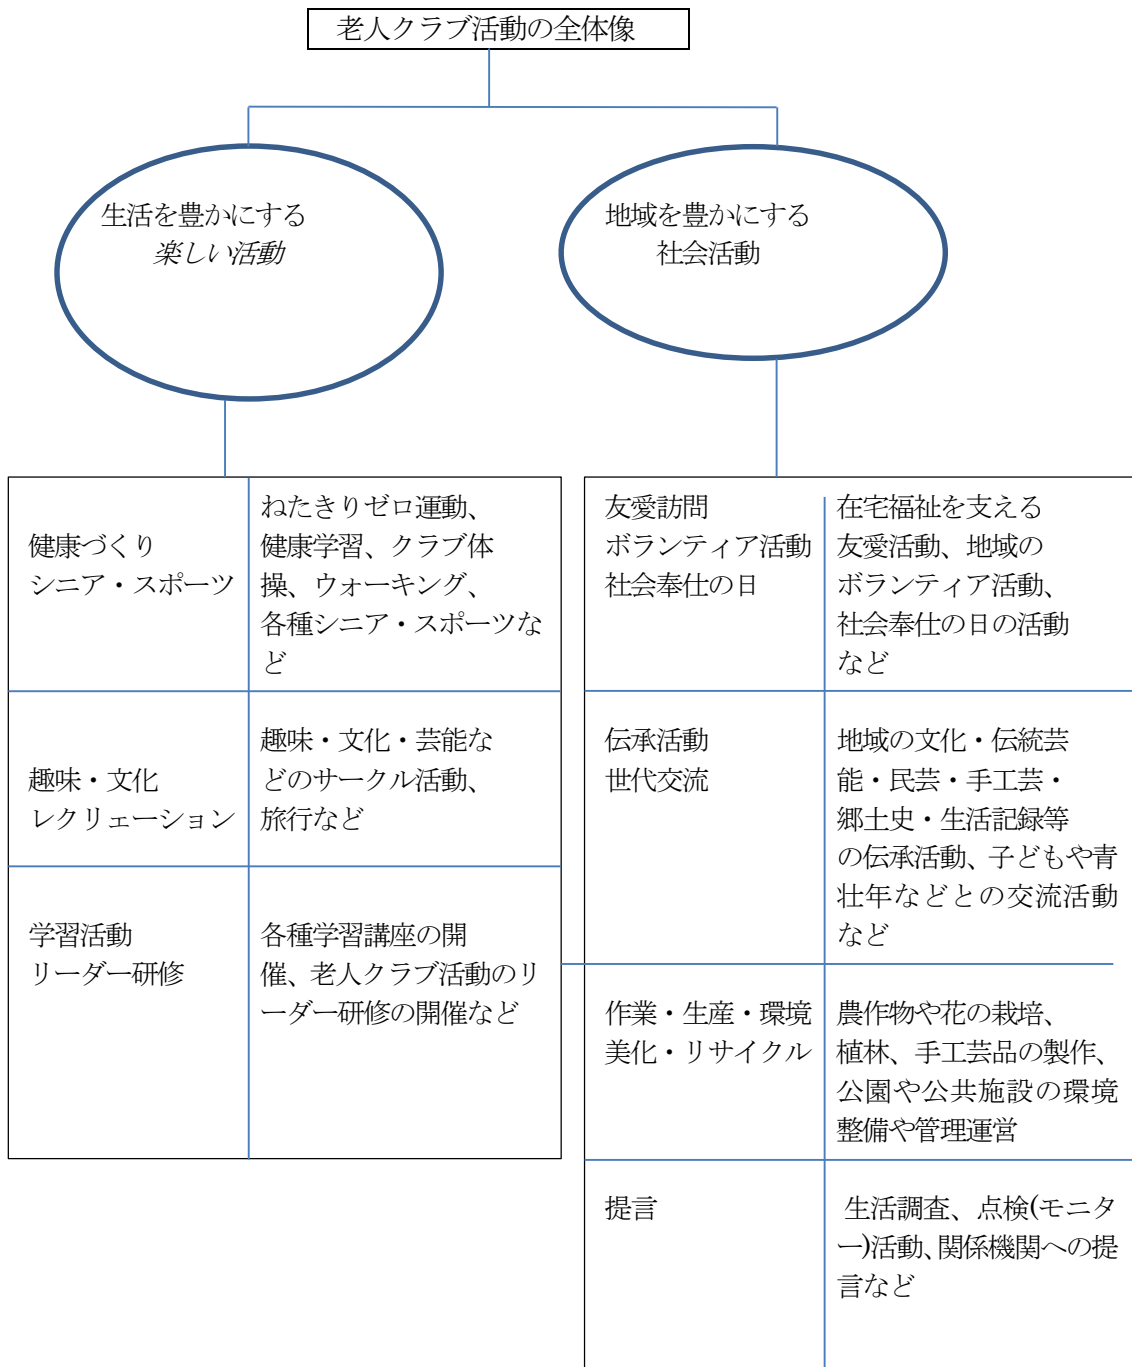 老人クラブ活動の全体像
生活を豊かにする
楽しい活動
地域を豊かにする
社会活動
健康づくり
シニア・スポーツ
ねたきりゼロ運動、
健康学習、クラブ体
操、ウォーキング、
各種シニア・スポーツな
ど
趣味・文化
レクリェーション
趣味・文化・芸能な
どのサークル活動、
旅行など
学習活動
リーダー研修
各種学習講座の開
催、老人クラブ活動のリ
ーダー研修の開催など
友愛訪問
ボランティア活動
社会奉仕の日
在宅福祉を支える
友愛活動、地域の
ボランティア活動、
社会奉仕の日の活動
など
伝承活動
世代交流
地域の文化・伝統芸
能・民芸・手工芸・
郷土史・生活記録等
の伝承活動、子どもや青
壮年などとの交流活動
など
作業・生産・環境
美化・リサイクル
農作物や花の栽培、
植林、手工芸品の製作、
公園や公共施設の環境
整備や管理運営
提言
生活調査、点検(モニタ
ー)活動、関係機関への提
言など